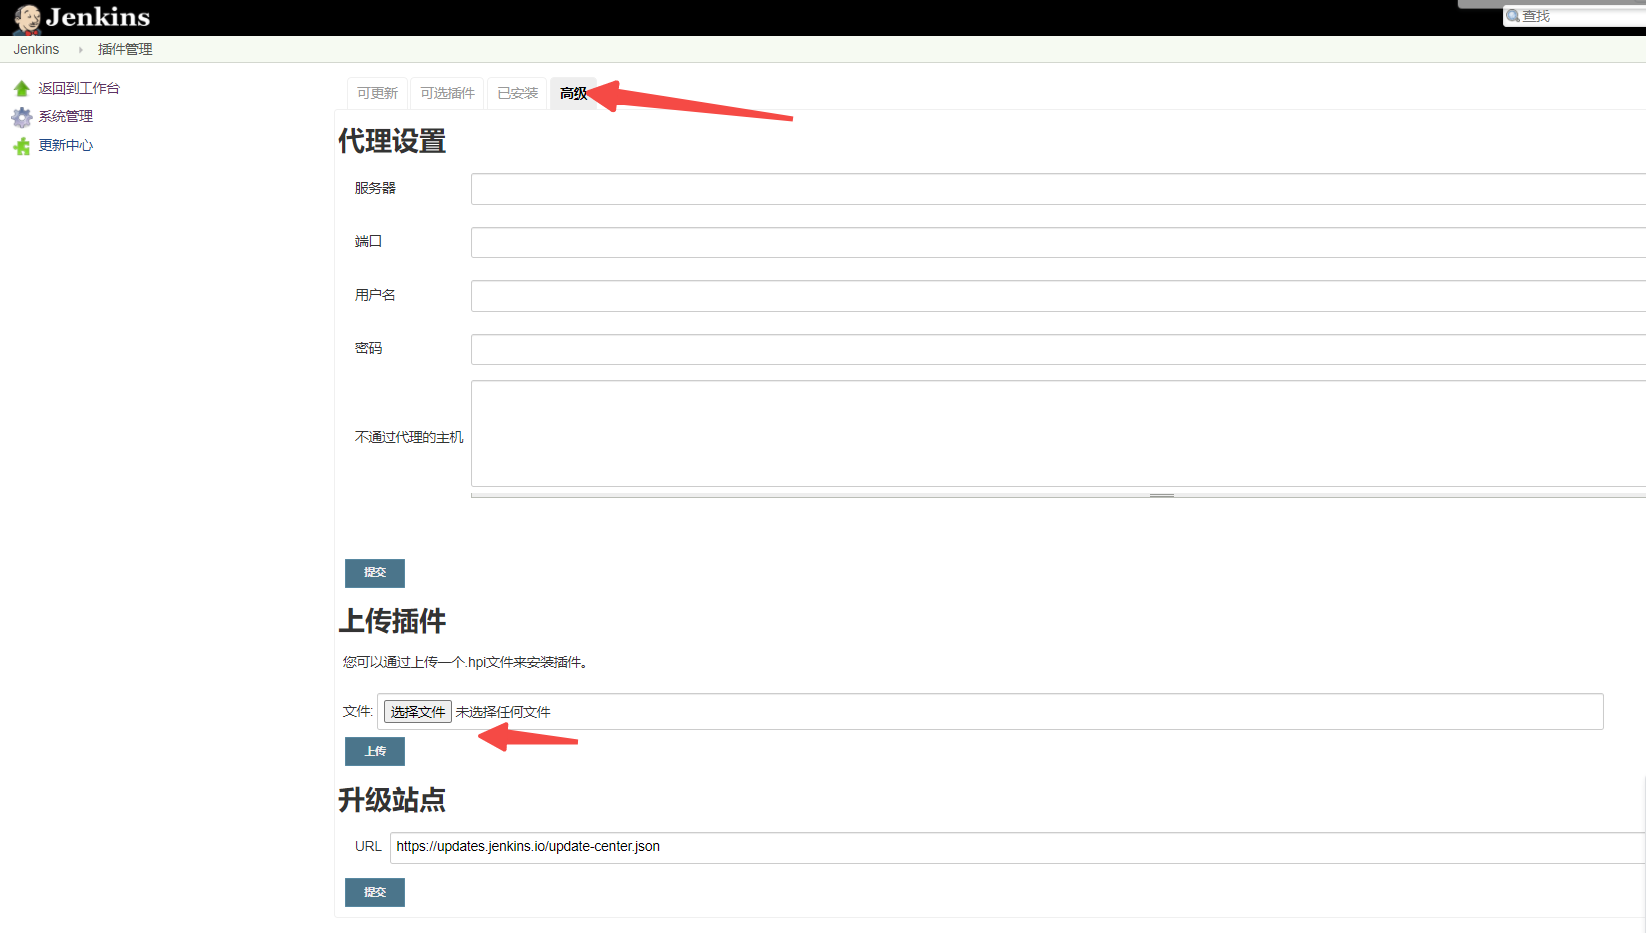 Jenkins
查找
Jenkins
插件管理
返回到工作台
系统管理
更新中心
可更新
可选插件
已安装
高级
代理设置
服务器
端口
用户名
密码
不通过代理的主机
提交
上传插件
您可以通过上传一个.hpi文件来安装插件。
文件: 选择文件 未选择任何文件
上传
升级站点
URL https://updates.jenkins.io/update-center.json
提交